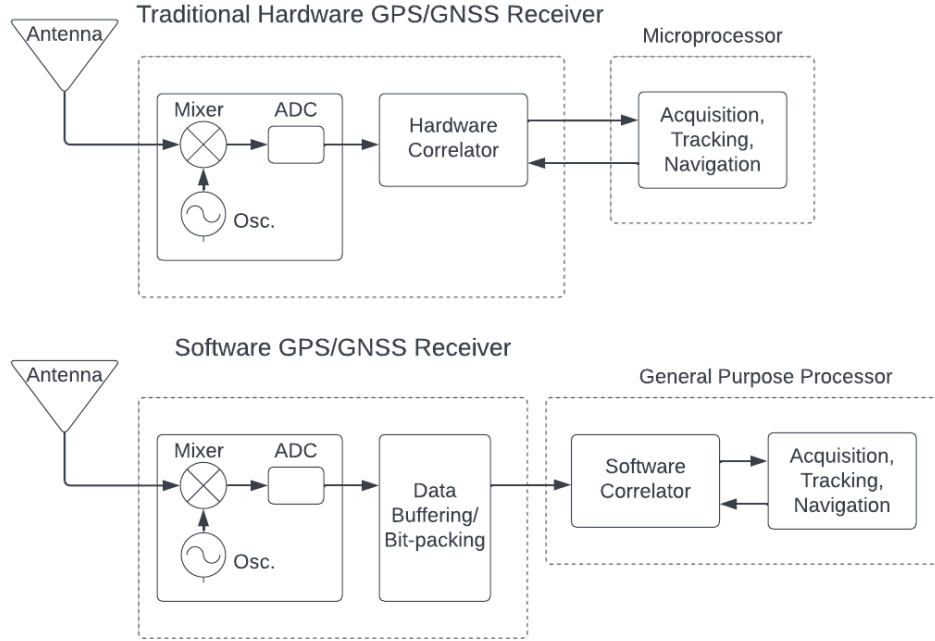 Traditional Hardware GPS/GNSS Receiver
Antenna
Microprocessor
Mixer
ADC
Hardware
Correlator
Acquisition,
Tracking,
Navigation
Osc.
Software GPS/GNSS Receiver
Antenna
General Purpose Processor
Mixer
ADC
Data
Buffering/
Bit-packing
Software
Correlator
Acquisition,
Tracking,
Navigation
Osc.